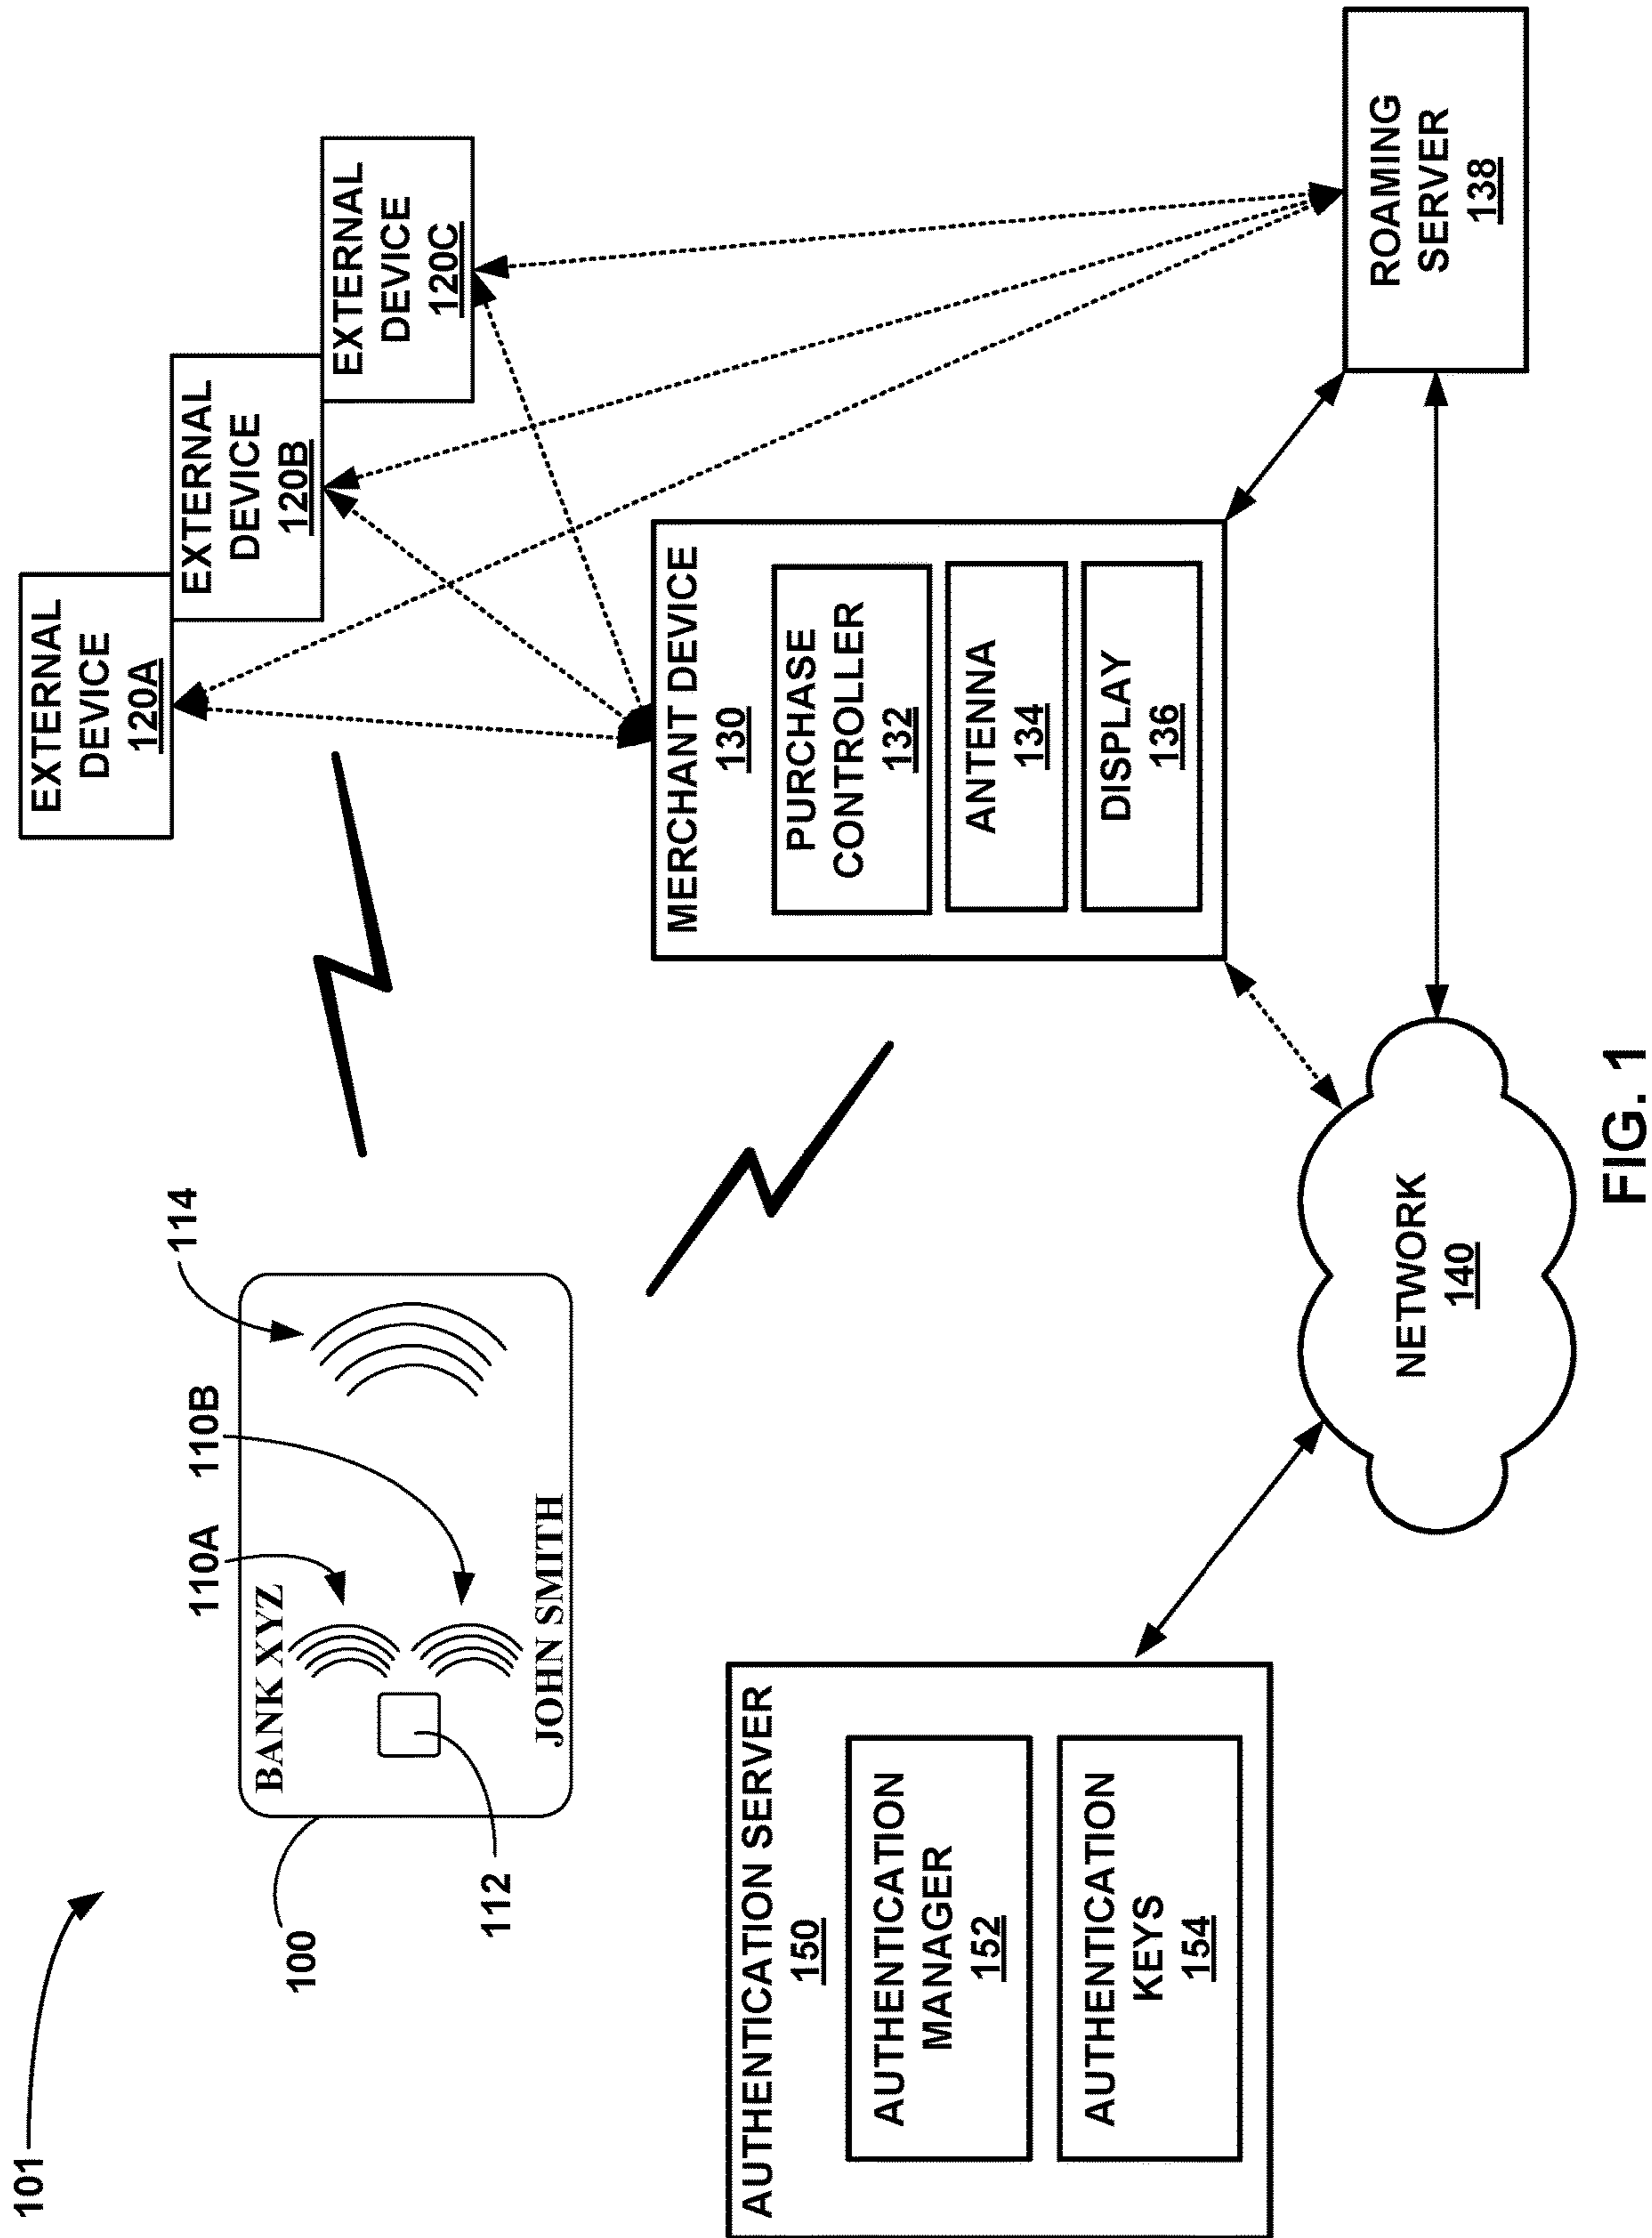 101
100
BANK XYZ
JOHN SMITH
110A
110B
114
112
EXTERNAL
DEVICE
120A
EXTERNAL
DEVICE
120B
EXTERNAL
DEVICE
120C
AUTHENTICATION SERVER
150
AUTHENTICATION
MANAGER
152
AUTHENTICATION
KEYS
154
MERCHANT DEVICE
130
PURCHASE
CONTROLLER
132
ANTENNA
134
DISPLAY
136
NETWORK
140
ROAMING
SERVER
138
FIG. 1